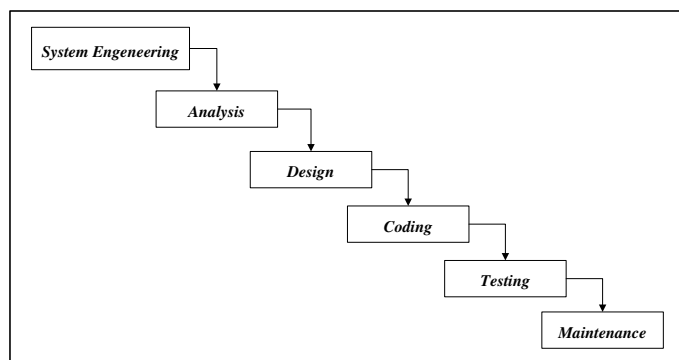 System Engeneering
Analysis
Design
Coding
Testing
Maintenance